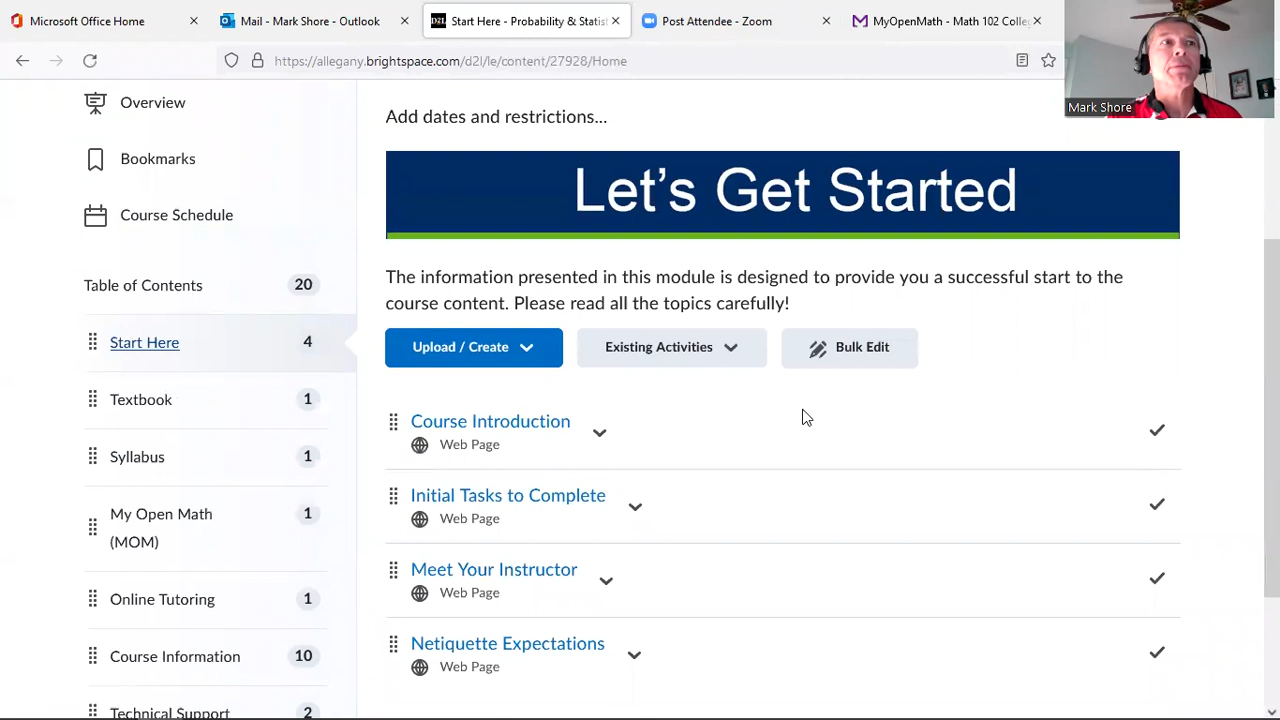 Microsoft Office Home
Mail - Mark Shore - Outlook
D2L
Start Here - Probability & Statist
Post Attendee - Zoom
MyOpenMath - Math 102 Colleg
https://allegany.brightspace.com/d2l/le/content/27928/Home
Mark Shore
Overview
Bookmarks
Course Schedule
Table of Contents 20
Start Here 4
Textbook 1
Syllabus 1
My Open Math 1
(MOM)
Online Tutoring 1
Course Information 10
Technical Support 2
Add dates and restrictions...
Let's Get Started
The information presented in this module is designed to provide you a successful start to the
course content. Please read all the topics carefully!
Upload / Create
Existing Activities
Bulk Edit
Course Introduction
Web Page
Initial Tasks to Complete
Web Page
Meet Your Instructor
Web Page
Netiquette Expectations
Web Page